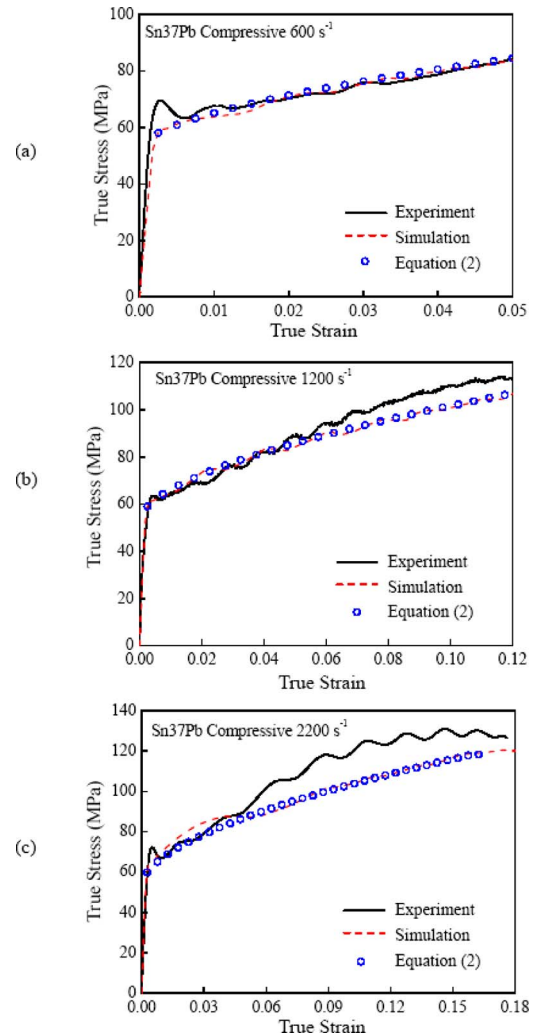 (a)
Sn37Pb Compressive 600 s⁻¹
True Stress (MPa)
100
80
60
40
20
0
Experiment
Simulation
Equation (2)
0.00 0.01 0.02 0.03 0.04 0.05
True Strain
(b)
Sn37Pb Compressive 1200 s⁻¹
True Stress (MPa)
120
100
80
60
40
20
0
Experiment
Simulation
Equation (2)
0.00 0.02 0.04 0.06 0.08 0.10 0.12
True Strain
(c)
Sn37Pb Compressive 2200 s⁻¹
True Stress (MPa)
140
120
100
80
60
40
20
0
Experiment
Simulation
Equation (2)
0.00 0.03 0.06 0.09 0.12 0.15 0.18
True Strain